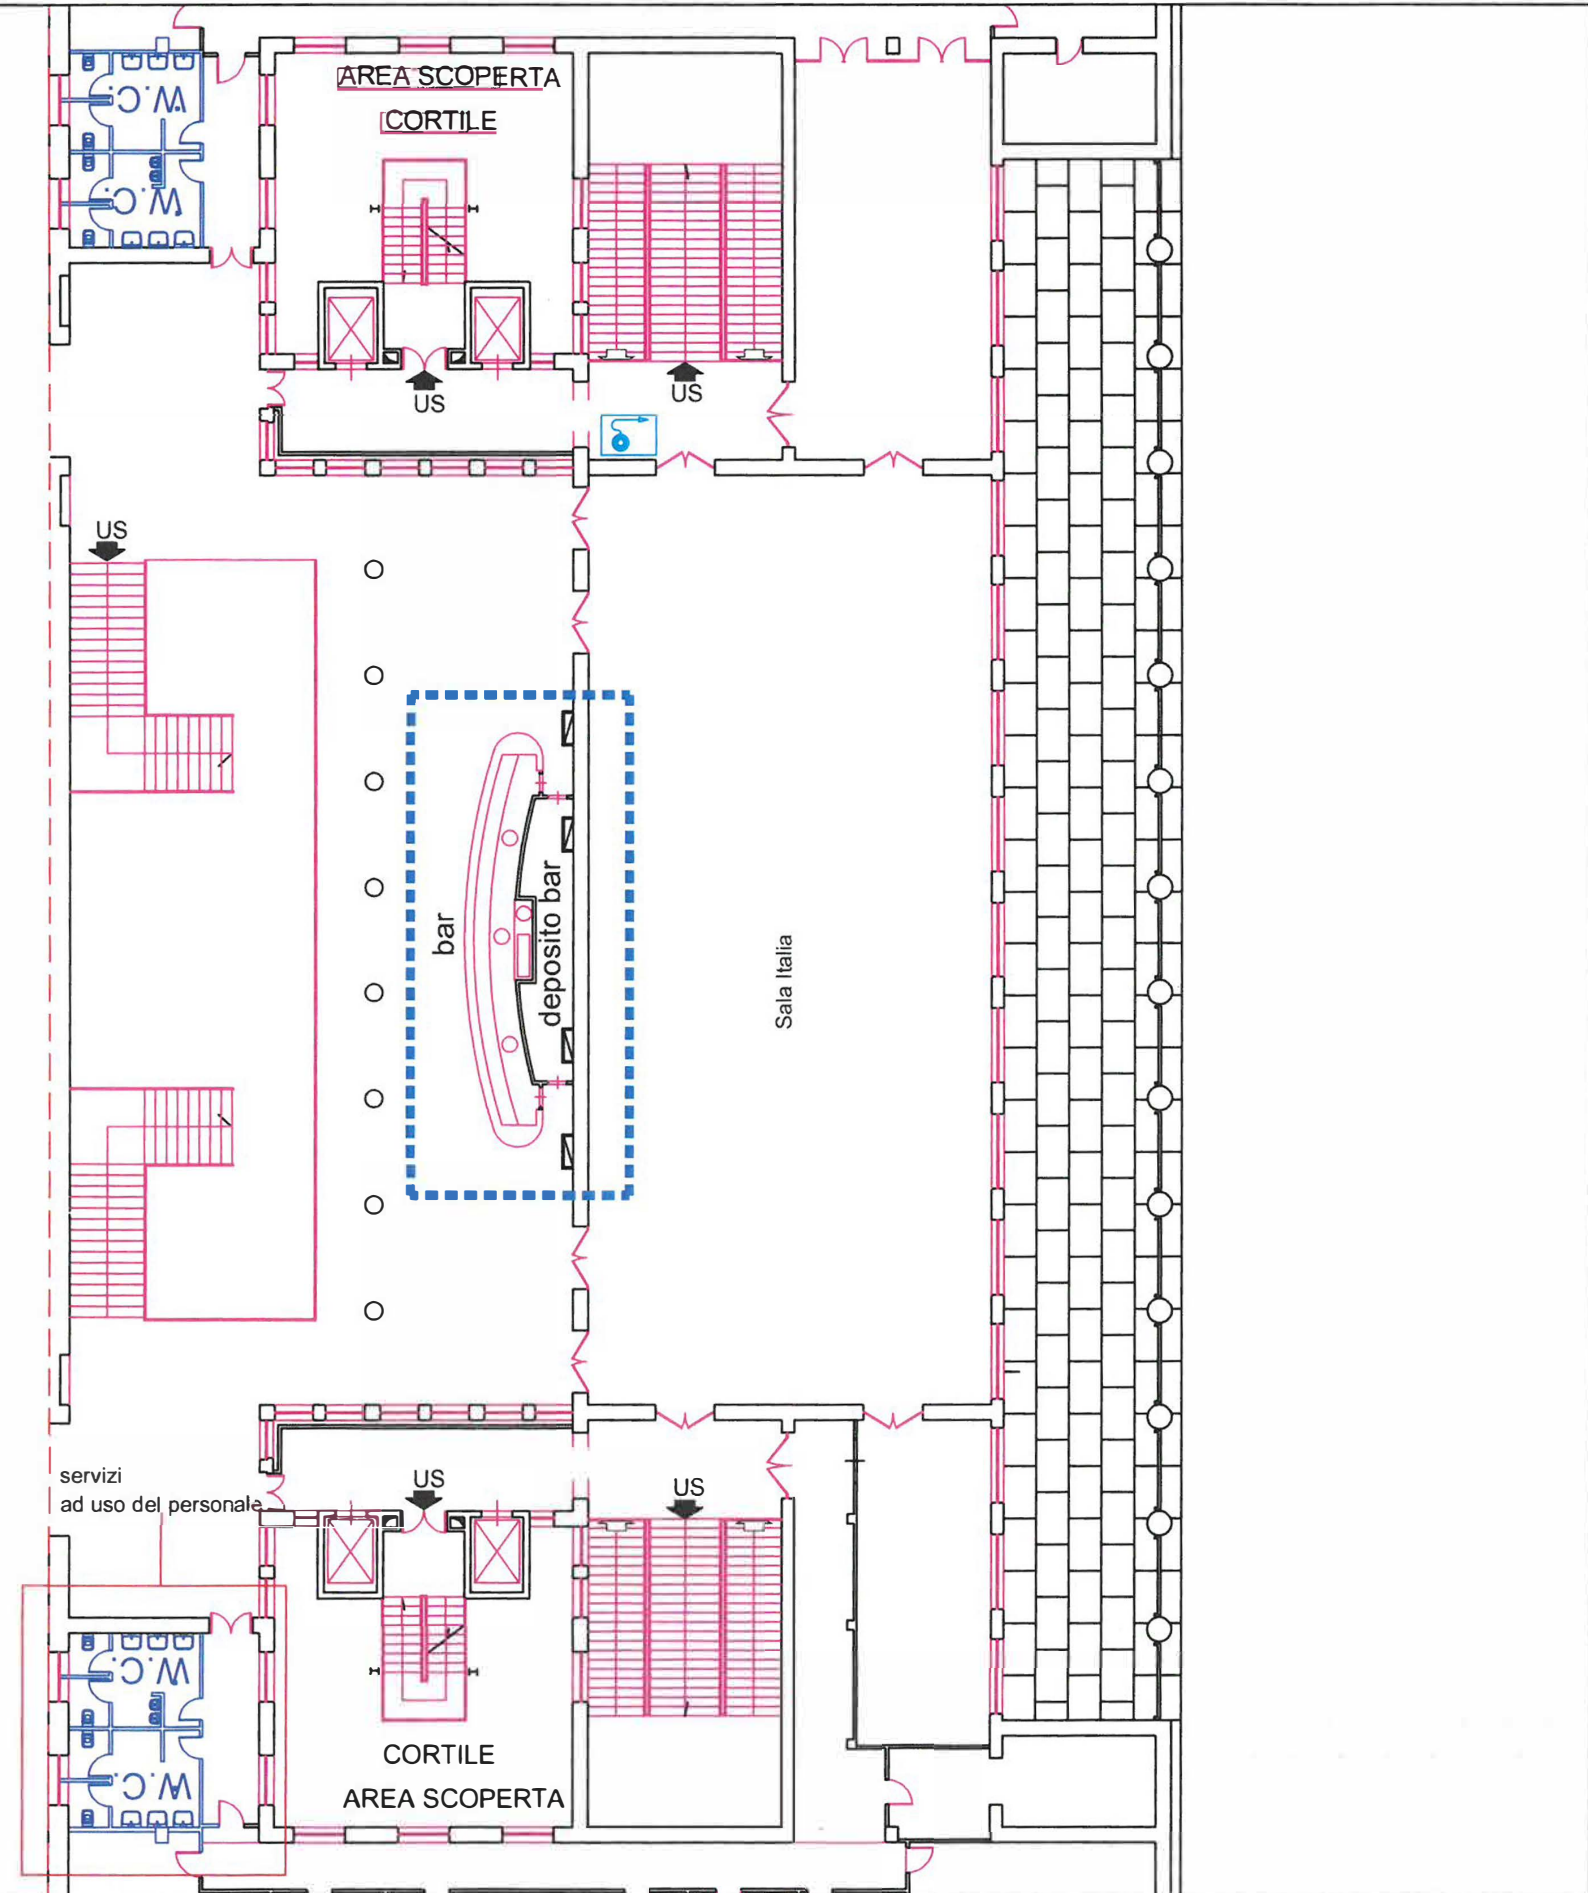 AREA SCOPERTA
CORTILE
W.C.
W.C.
US
US
US
bar
deposito bar
Sala Italia
servizi
ad uso del personale
US
US
W.C.
W.C.
CORTILE
AREA SCOPERTA